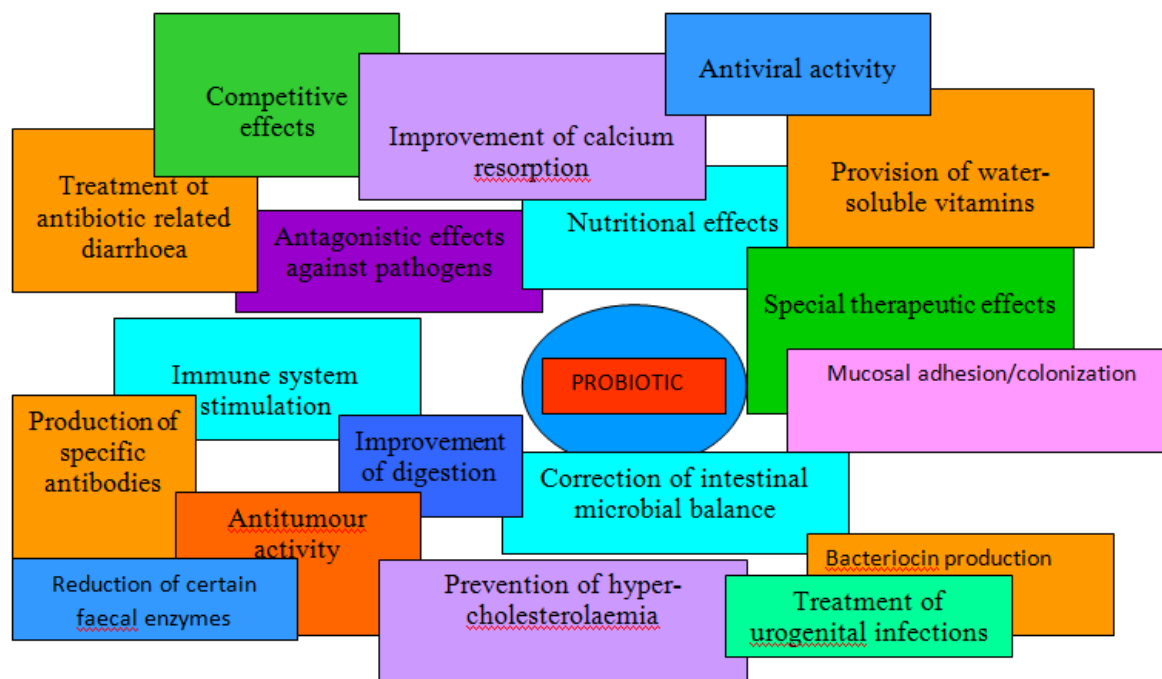 Antiviral activity
Competitive
effects
Improvement of calcium
resorption
Treatment of
antibiotic related
diarrhoea
Provision of water-
soluble vitamins
Nutritional effects
Antagonistic effects
against pathogens
Special therapeutic effects
Immune system
stimulation
PROBIOTIC
Mucosal adhesion/colonization
Production of
specific
antibodies
Improvement
of digestion
Correction of intestinal
microbial balance
Antitumour
activity
Bacteriocin production
Reduction of certain
faecal enzymes
Prevention of hyper-
cholesterolaemia
Treatment of
urogenital infections